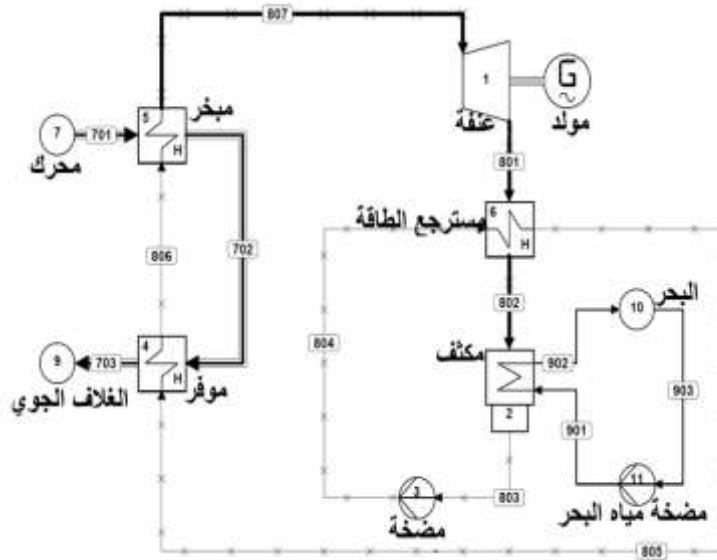 807
1
G
عنفة
مولد
5
مبخر
H
7
701
محرك
801
6
مسترجع الطاقة
H
702
806
802
804
10
البحر
مكثف
902
903
4
موفر
H
9
703
الغلاف الجوي
2
901
3
مضخة
803
11
مضخة مياه البحر
805